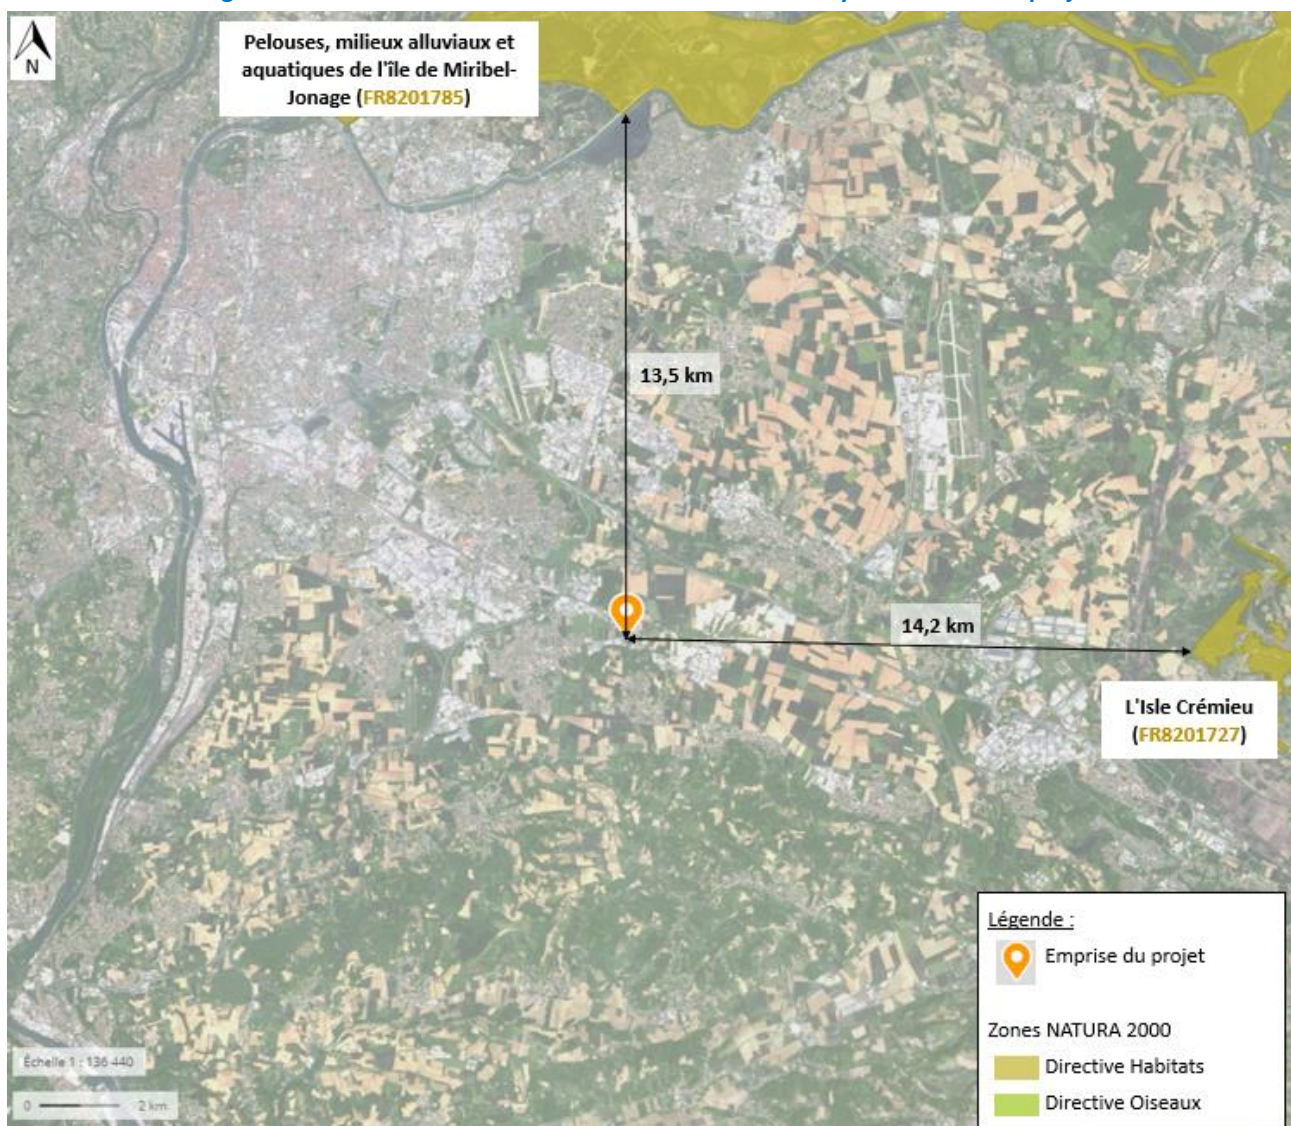 N
Pelouses, milieux alluviaux et
aquatiques de l'île de Miribel-
Jonage (FR8201785)
13,5 km
14,2 km
L'Isle Crémieu
(FR8201727)
Légende :
Emprise du projet
Zones NATURA 2000
Directive Habitats
Directive Oiseaux
Échelle 1 : 136 440
0 2 km